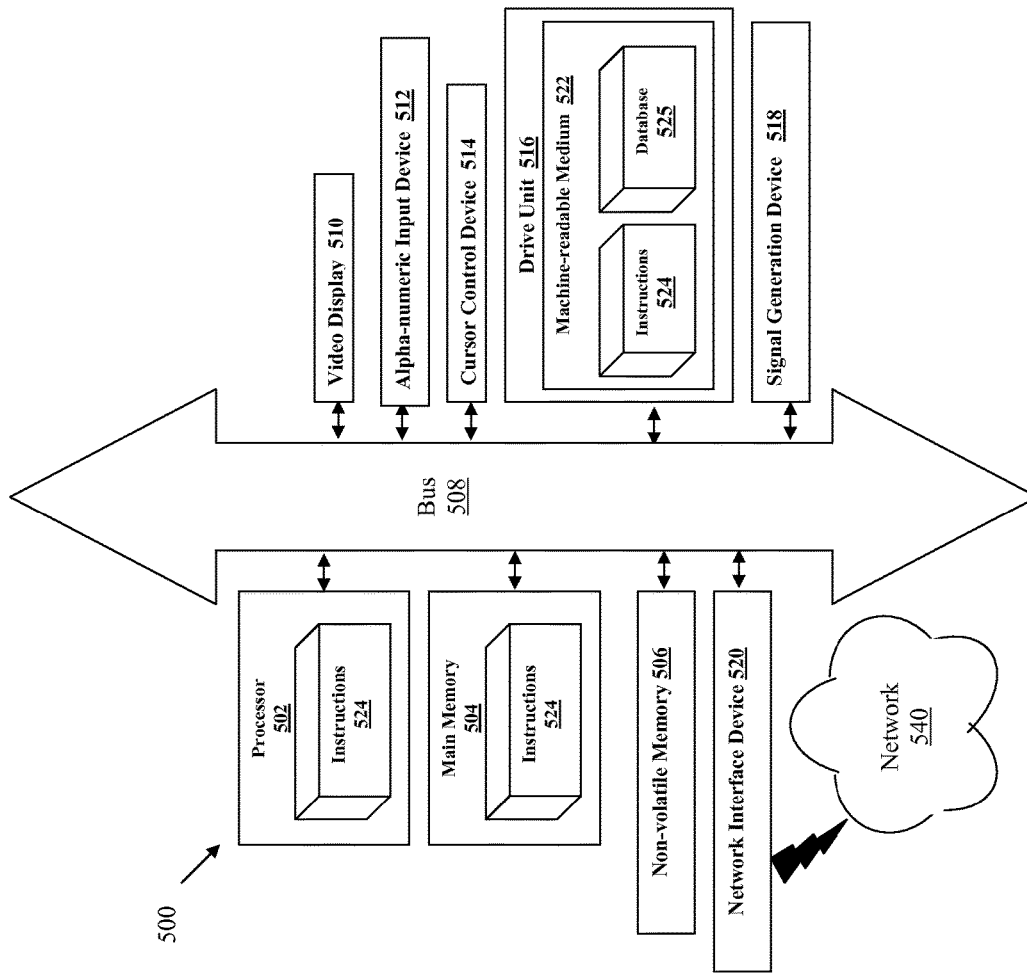 500
Processor
502
Instructions
524
Main Memory
504
Instructions
524
Non-volatile Memory 506
Network Interface Device 520
Network
540
Bus
508
Video Display 510
Alpha-numeric Input Device 512
Cursor Control Device 514
Drive Unit 516
Machine-readable Medium 522
Instructions
524
Database
525
Signal Generation Device 518